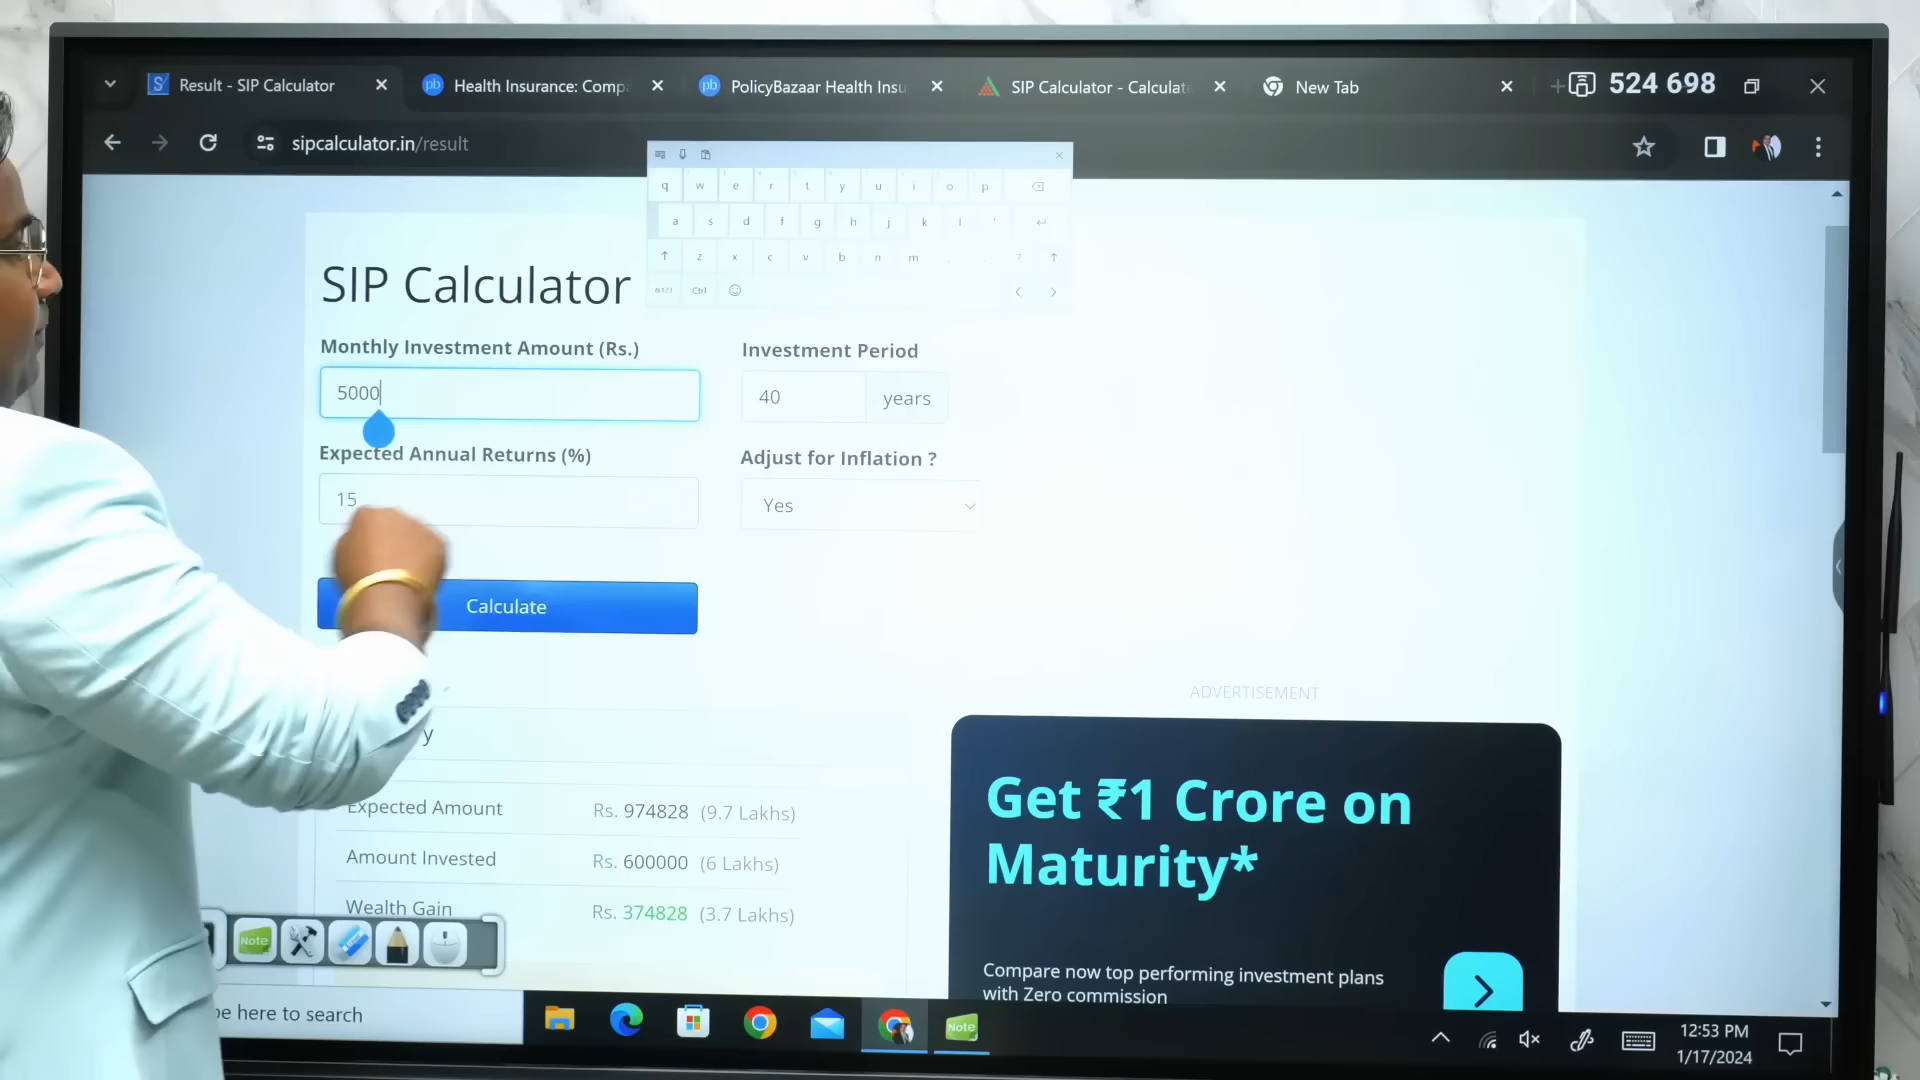 Result - SIP Calculator
Health Insurance: Comp
PolicyBazaar Health Insu
SIP Calculator - Calculate
New Tab
524 698
sipcalculator.in/result
q w e r t y u i o p
a s d f g h j k l '
z x c v b n m , . ?
&123 Ctrl
SIP Calculator
Monthly Investment Amount (Rs.)
Investment Period
5000
40 years
Expected Annual Returns (%)
Adjust for Inflation ?
15
Yes
Calculate
ADVERTISEMENT
y
Get ₹1 Crore on
Maturity*
Expected Amount Rs. 974828 (9.7 Lakhs)
Amount Invested Rs. 600000 (6 Lakhs)
Wealth Gain Rs. 374828 (3.7 Lakhs)
Note
Compare now top performing investment plans
with Zero commission
pe here to search
Note
12:53 PM
1/17/2024